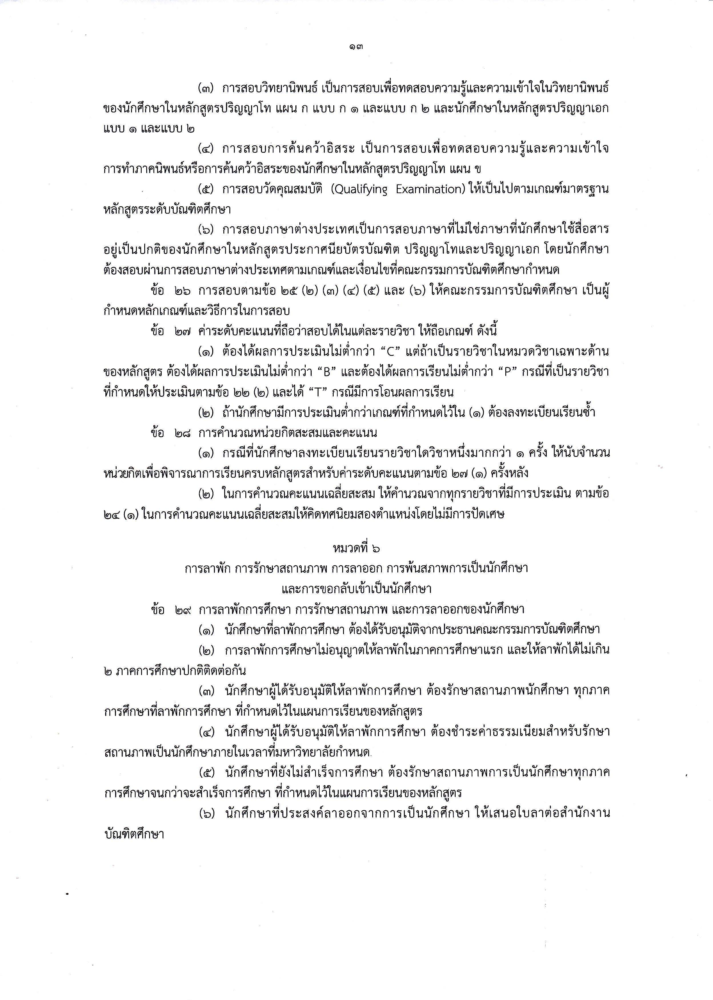 ๑๓
(๓) การสอบวิทยานิพนธ์ เป็นการสอบเพื่อทดสอบความรู้และความเข้าใจในวิทยานิพนธ์
ของนักศึกษาในหลักสูตรปริญญาโท แผน ก แบบ ก ๑ และแบบ ก ๒ และนักศึกษาในหลักสูตรปริญญาเอก
แบบ ๑ และแบบ ๒
(๔) การสอบการค้นคว้าอิสระ เป็นการสอบเพื่อทดสอบความรู้และความเข้าใจ
การทำภาคนิพนธ์หรือการค้นคว้าอิสระของนักศึกษาในหลักสูตรปริญญาโท แผน ข
(๕) การสอบวัดคุณสมบัติ (Qualifying Examination) ให้เป็นไปตามเกณฑ์มาตรฐาน
หลักสูตรระดับบัณฑิตศึกษา
(๖) การสอบภาษาต่างประเทศเป็นการสอบภาษาที่ไม่ใช่ภาษาที่นักศึกษาใช้สื่อสาร
อยู่เป็นปกติของนักศึกษาในหลักสูตรประกาศนียบัตรบัณฑิต ปริญญาโทและปริญญาเอก โดยนักศึกษา
ต้องสอบผ่านการสอบภาษาต่างประเทศตามเกณฑ์และเงื่อนไขที่คณะกรรมการบัณฑิตศึกษากำหนด
ข้อ ๒๖ การสอบตามข้อ ๒๕ (๒) (๓) (๔) (๕) และ (๖) ให้คณะกรรมการบัณฑิตศึกษา เป็นผู้
กำหนดหลักเกณฑ์และวิธีการในการสอบ
ข้อ ๒๗ ค่าระดับคะแนนที่ถือว่าสอบได้ในแต่ละรายวิชา ให้ถือเกณฑ์ ดังนี้
(๑) ต้องได้ผลการประเมินไม่ต่ำกว่า “C” แต่ถ้าเป็นรายวิชาในหมวดวิชาเฉพาะด้าน
ของหลักสูตร ต้องได้ผลการประเมินไม่ต่ำกว่า “B” และต้องได้ผลการเรียนไม่ต่ำกว่า “P” กรณีที่เป็นรายวิชา
ที่กำหนดให้ประเมินตามข้อ ๒๒ (๒) และได้ “T” กรณีมีการโอนผลการเรียน
(๒) ถ้านักศึกษามีการประเมินต่ำกว่าเกณฑ์ที่กำหนดไว้ใน (๑) ต้องลงทะเบียนเรียนซ้ำ
ข้อ ๒๘ การคำนวณหน่วยกิตสะสมและคะแนน
(๑) กรณีที่นักศึกษาลงทะเบียนเรียนรายวิชาใดวิชาหนึ่งมากกว่า ๑ ครั้ง ให้นับจำนวน
หน่วยกิตเพื่อพิจารณาการเรียนครบหลักสูตรสำหรับค่าระดับคะแนนตามข้อ ๒๗ (๑) ครั้งหลัง
(๒) ในการคำนวณคะแนนเฉลี่ยสะสม ให้คำนวณจากทุกรายวิชาที่มีการประเมิน ตามข้อ
๒๔ (๑) ในการคำนวณคะแนนเฉลี่ยสะสมให้คิดทศนิยมสองตำแหน่งโดยไม่มีการปัดเศษ
หมวดที่ ๖
การลาพัก การรักษาสถานภาพ การลาออก การพ้นสภาพการเป็นนักศึกษา
และการขอกลับเข้าเป็นนักศึกษา
ข้อ ๒๙ การลาพักการศึกษา การรักษาสถานภาพ และการลาออกของนักศึกษา
(๑) นักศึกษาที่ลาพักการศึกษา ต้องได้รับอนุมัติจากประธานคณะกรรมการบัณฑิตศึกษา
(๒) การลาพักการศึกษาไม่อนุญาตให้ลาพักในภาคการศึกษาแรก และให้ลาพักได้ไม่เกิน
๒ ภาคการศึกษาปกติติดต่อกัน
(๓) นักศึกษาผู้ได้รับอนุมัติให้ลาพักการศึกษา ต้องรักษาสถานภาพนักศึกษา ทุกภาค
การศึกษาที่ลาพักการศึกษา ที่กำหนดไว้ในแผนการเรียนของหลักสูตร
(๔) นักศึกษาผู้ได้รับอนุมัติให้ลาพักการศึกษา ต้องชำระค่าธรรมเนียมสำหรับรักษา
สถานภาพเป็นนักศึกษาภายในเวลาที่มหาวิทยาลัยกำหนด
(๕) นักศึกษาที่ยังไม่สำเร็จการศึกษา ต้องรักษาสถานภาพการเป็นนักศึกษาทุกภาค
การศึกษาจนกว่าจะสำเร็จการศึกษา ที่กำหนดไว้ในแผนการเรียนของหลักสูตร
(๖) นักศึกษาที่ประสงค์ลาออกจากการเป็นนักศึกษา ให้เสนอใบลาต่อสำนักงาน
บัณฑิตศึกษา